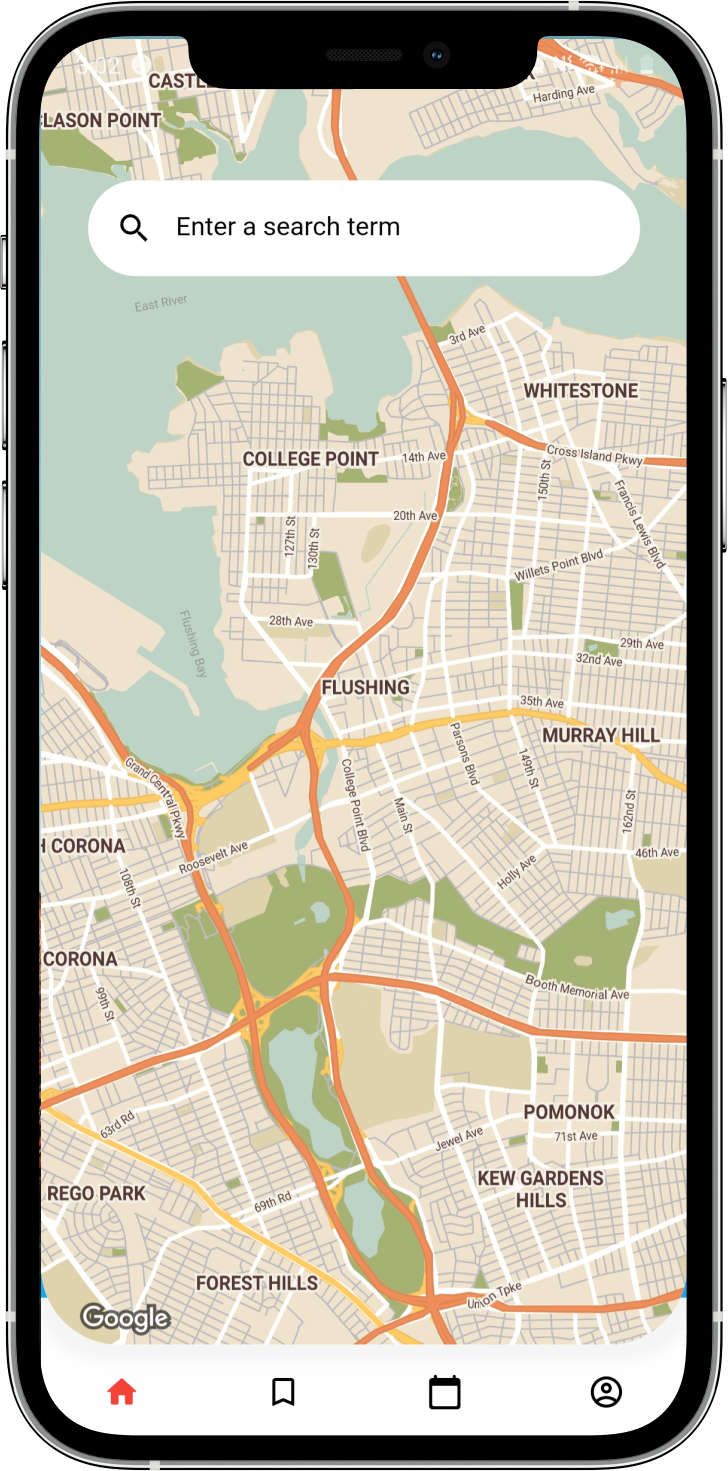 3:02
CASTL
LASON POINT
Harding Ave
Enter a search term
East River
3rd Ave
WHITESTONE
Cross Island Pkwy
COLLEGE POINT
14th Ave
150th St
Francis Lewis Blvd
20th Ave
127th St
130th St
Willets Point Blvd
28th Ave
Flushing Bay
29th Ave
32nd Ave
FLUSHING
35th Ave
MURRAY HILL
Parsons Blvd
149th St
Grand Central Pkwy
College Point Blvd
Main St
162nd St
H CORONA
Roosevelt Ave
46th Ave
108th St
Holly Ave
CORONA
99th St
Booth Memorial Ave
63rd Rd
POMONOK
71st Ave
Jewel Ave
REGO PARK
69th Rd
KEW GARDENS
HILLS
FOREST HILLS
Union Tpke
Google